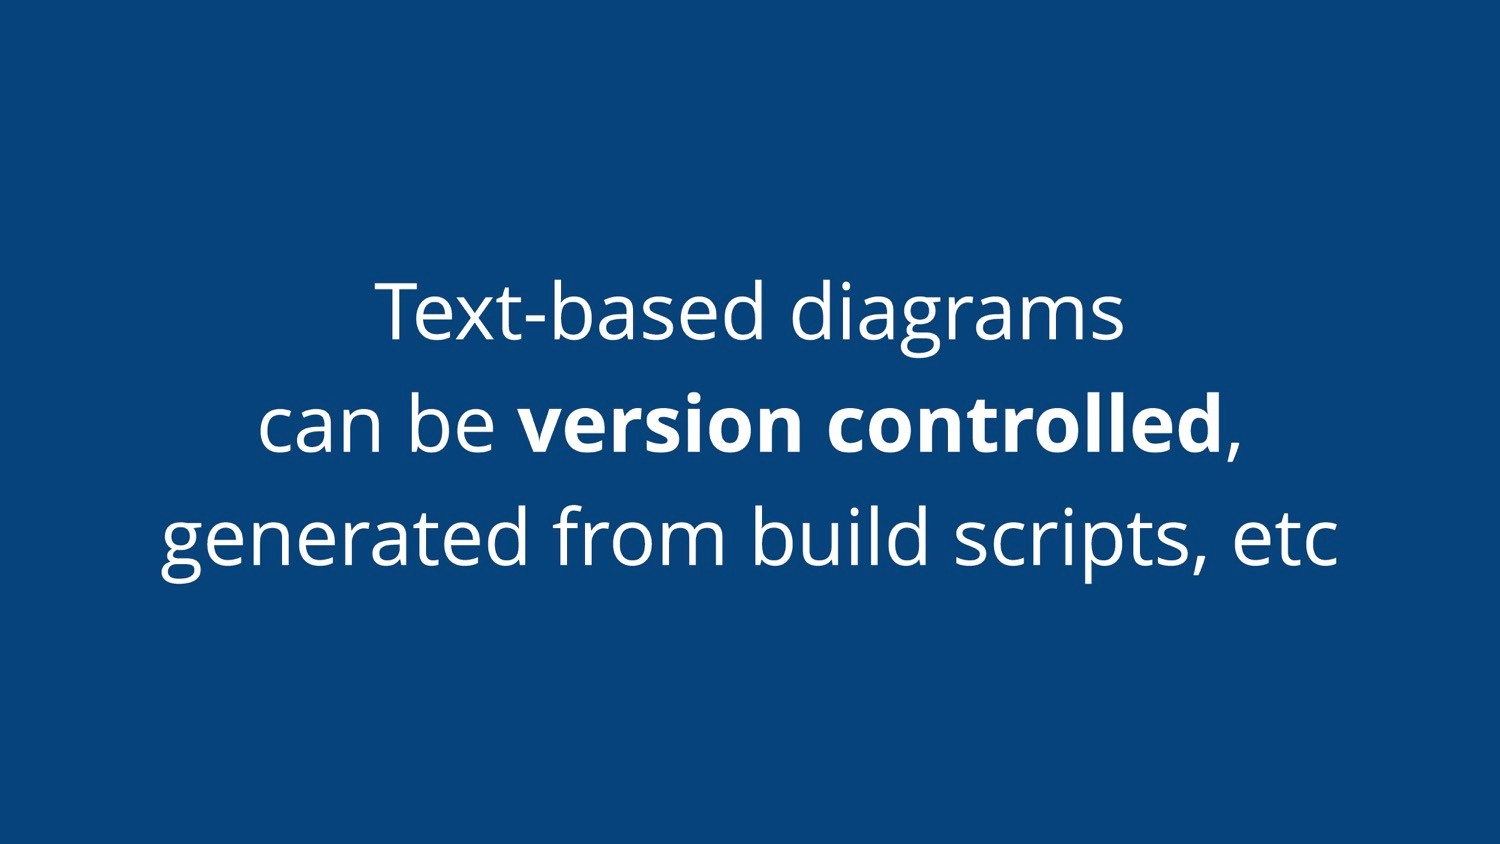 Text-based diagrams
can be version controlled,
generated from build scripts, etc